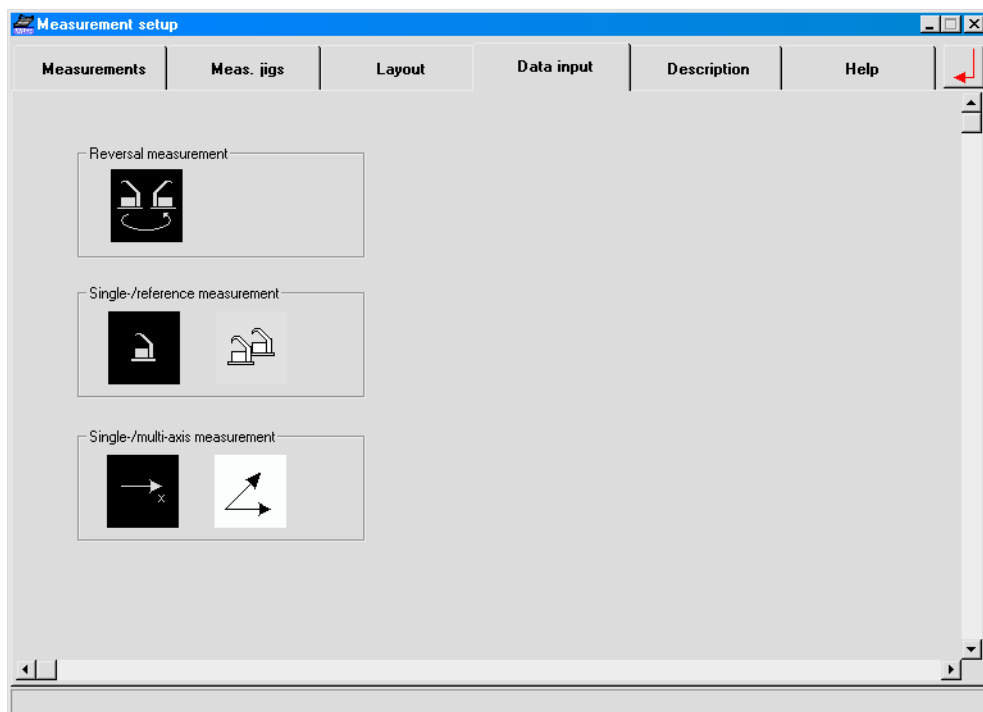 Measurement setup
Measurements Meas. jigs Layout Data input Description Help
Reversal measurement
Single-/reference measurement
Single-/multi-axis measurement
x